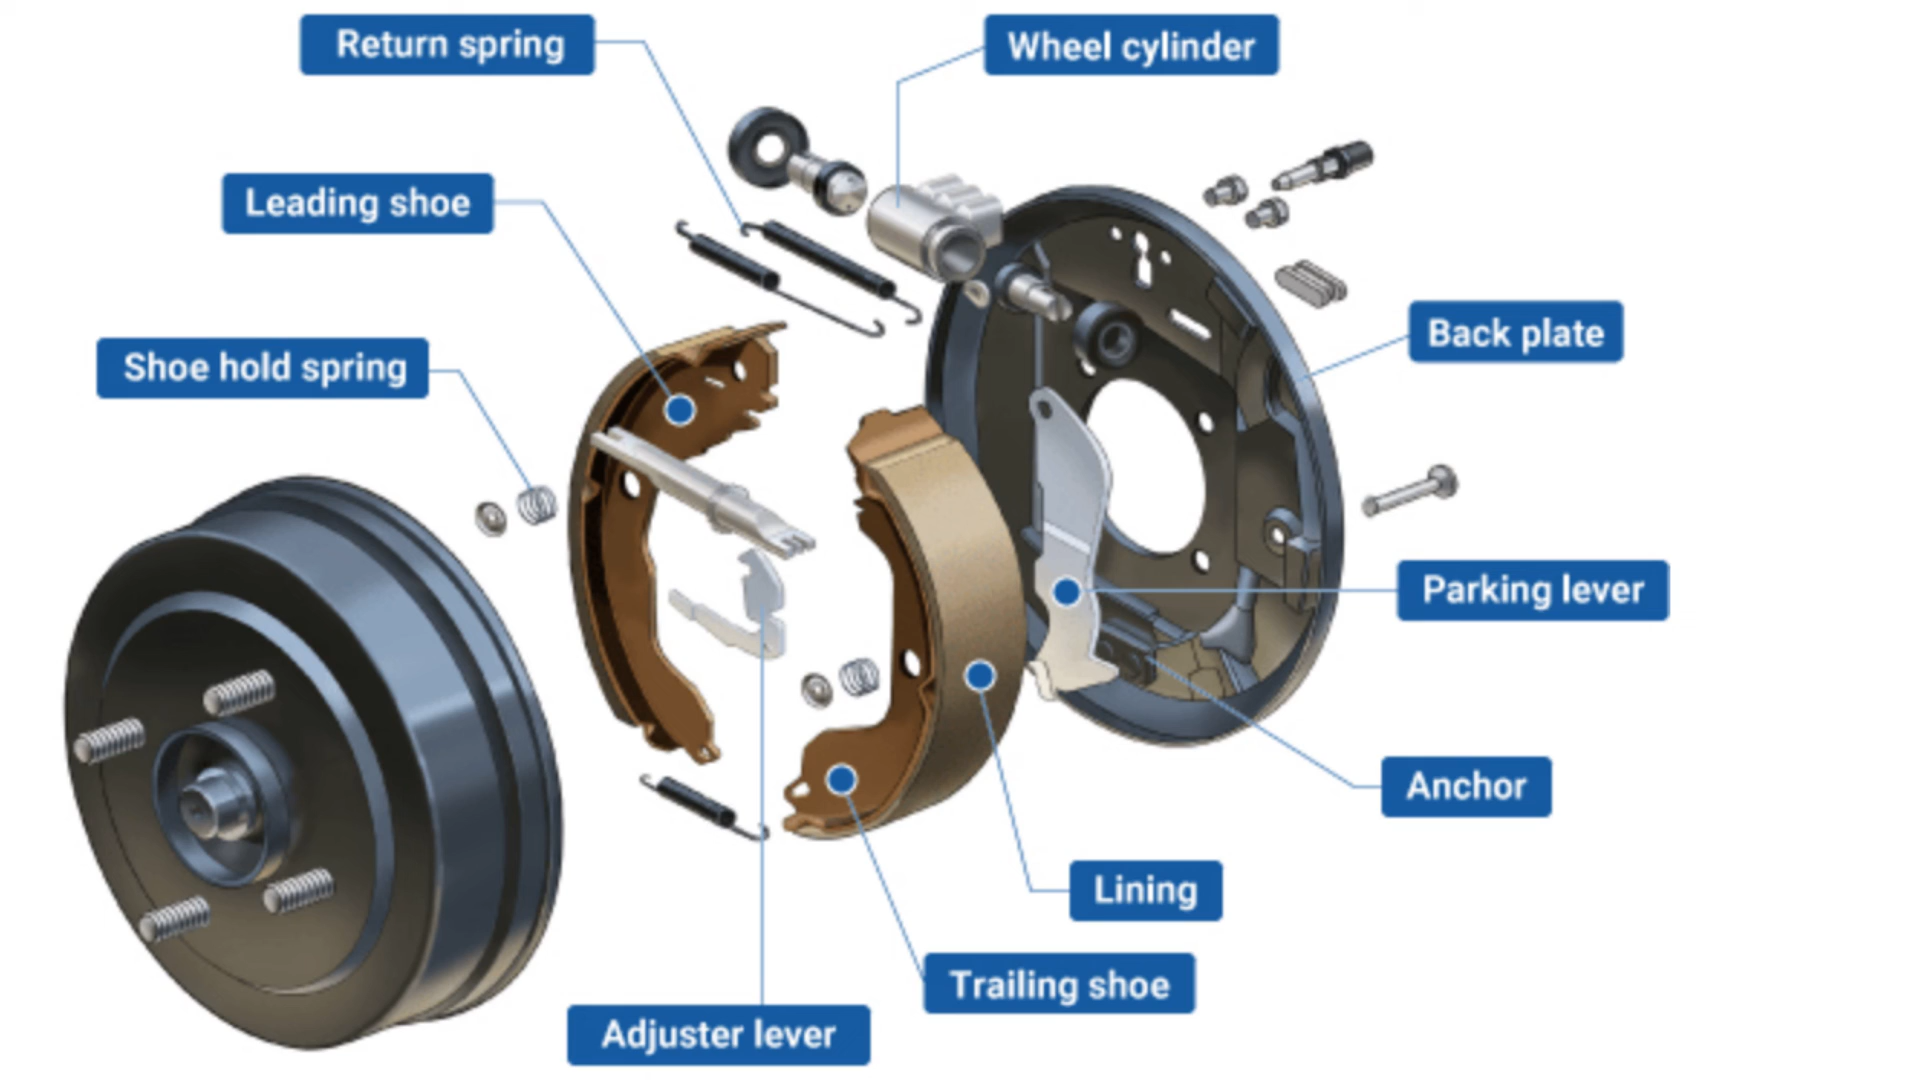 Return spring
Wheel cylinder
Leading shoe
Back plate
Shoe hold spring
Parking lever
Anchor
Lining
Trailing shoe
Adjuster lever